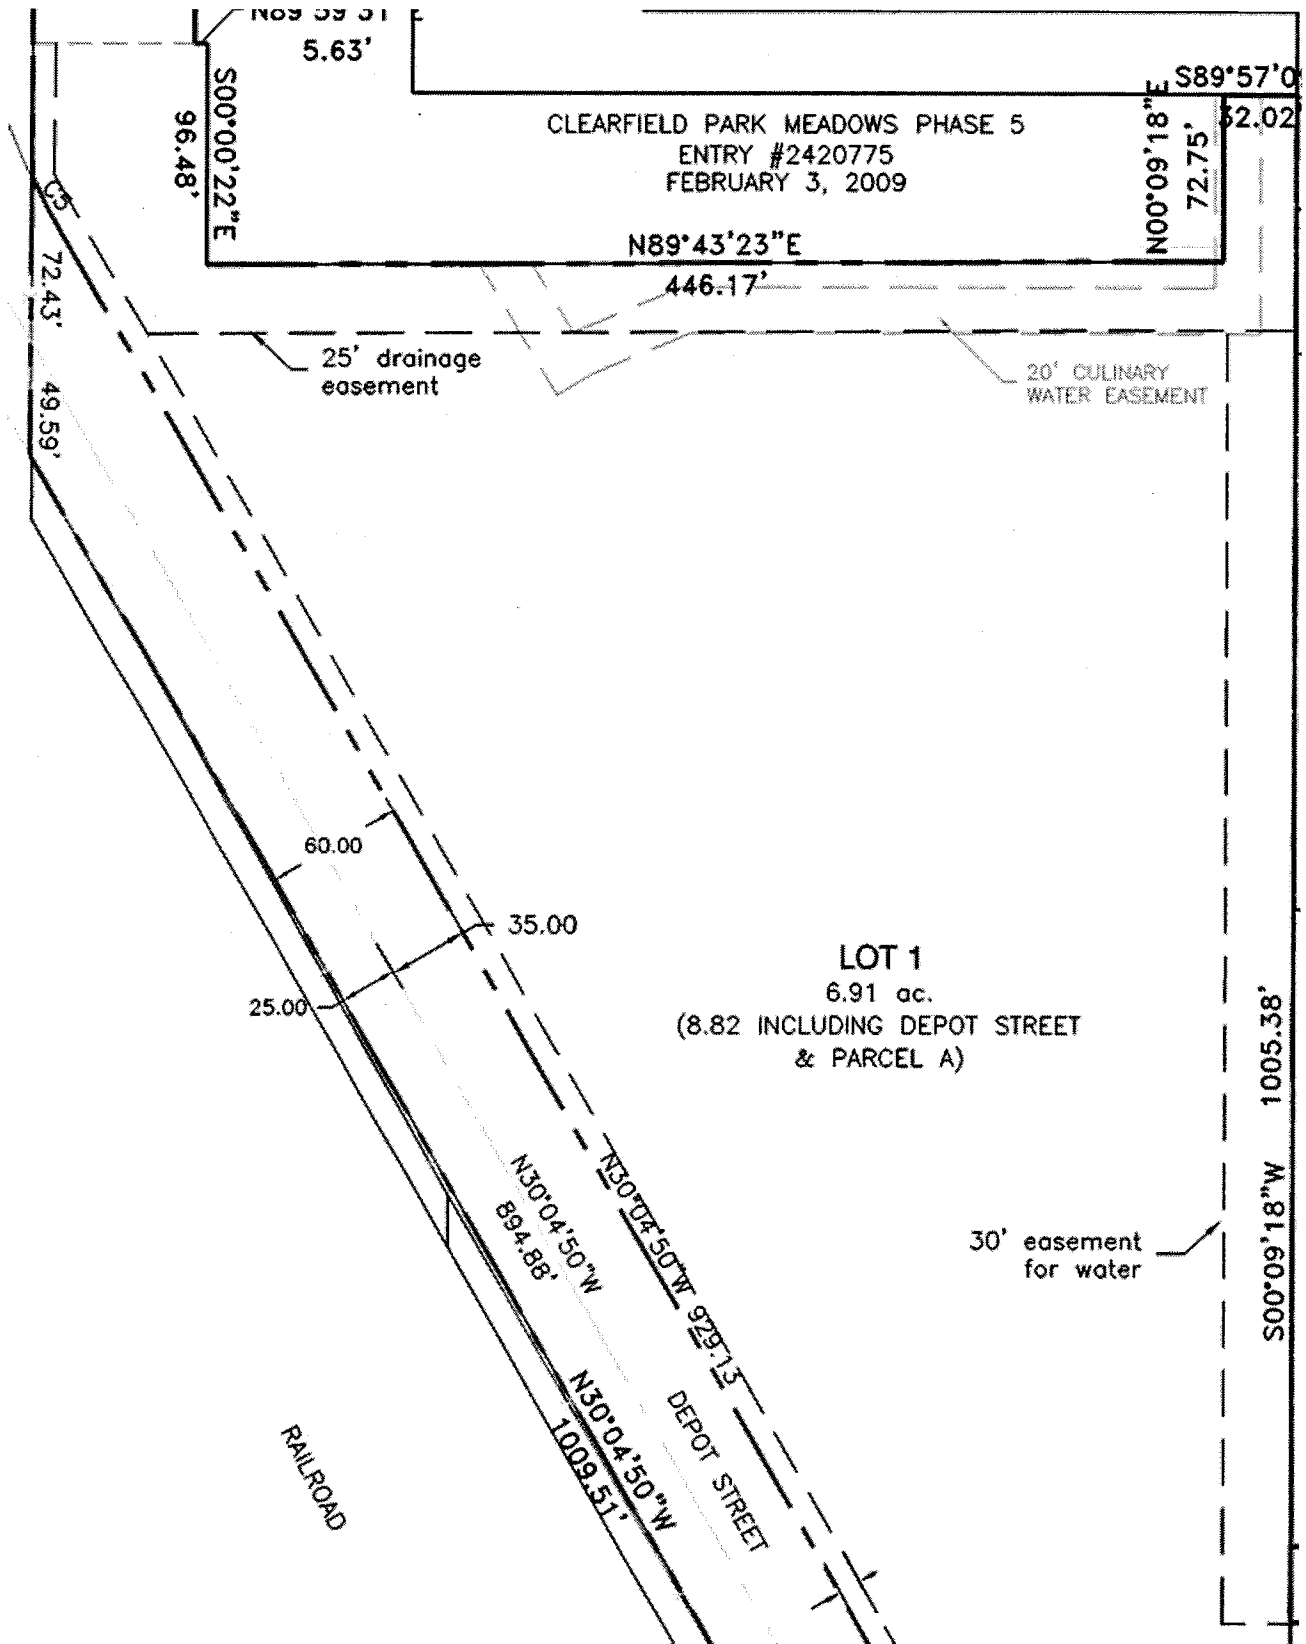 N89°59'31"E
5.63'
S89°57'0
32.02
S00°00'22"E
96.48'
CLEARFIELD PARK MEADOWS PHASE 5
ENTRY #2420775
FEBRUARY 3, 2009
N00°09'18"E
72.75'
C5
N89°43'23"E
446.17'
72.43'
49.59'
25' drainage
easement
20' CULINARY
WATER EASEMENT
60.00
35.00
25.00
LOT 1
6.91 ac.
(8.82 INCLUDING DEPOT STREET
& PARCEL A)
S00°09'18"W 1005.38'
N30°04'50"W
894.88'
N30°04'50"W 929.13
30' easement
for water
N30°04'50"W
1009.51'
DEPOT STREET
RAILROAD